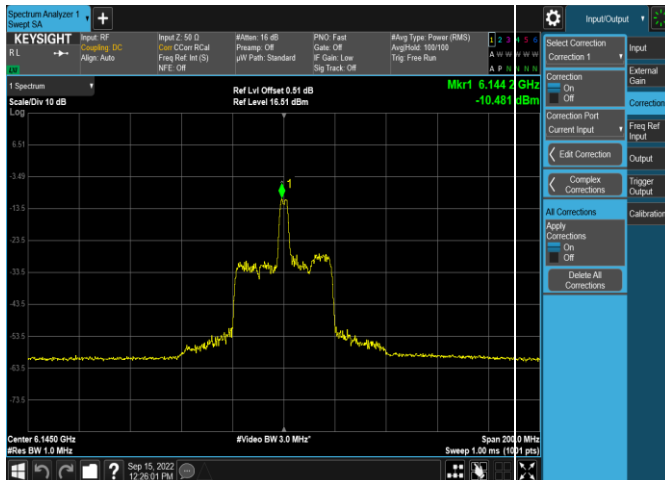 Spectrum Analyzer 1
Swept SA
Input/Output
KEYSIGHT
RL
LXI
Input: RF
Coupling: DC
Align: Auto
Input Z: 50 Ω
Corr CCorr RCal
Freq Ref: Int (S)
NFE: Off
#Atten: 16 dB
Preamp: Off
µW Path: Standard
PNO: Fast
Gate: Off
IF Gain: Low
Sig Track: Off
#Avg Type: Power (RMS)
Avg|Hold: 100/100
Trig: Free Run
1 2 3 4 5 6
A W W W W W
A P N N N N
1 Spectrum
Scale/Div 10 dB
Log
Ref Lvl Offset 0.51 dB
Ref Level 16.51 dBm
Mkr1 6.144 2 GHz
-10.481 dBm
6.51
-3.49
-13.5
-23.5
-33.5
-43.5
-53.5
-63.5
-73.5
1
Center 6.1450 GHz
#Res BW 1.0 MHz
#Video BW 3.0 MHz*
Span 200.0 MHz
Sweep 1.00 ms (1001 pts)
Select Correction
Correction 1
Correction
On
Off
Correction Port
Current Input
Edit Correction
Complex
Corrections
All Corrections
Apply
Corrections
On
Off
Delete All
Corrections
Input
External
Gain
Correction
Freq Ref
Input
Output
Trigger
Output
Calibration
?
Sep 15, 2022
12:26:01 PM